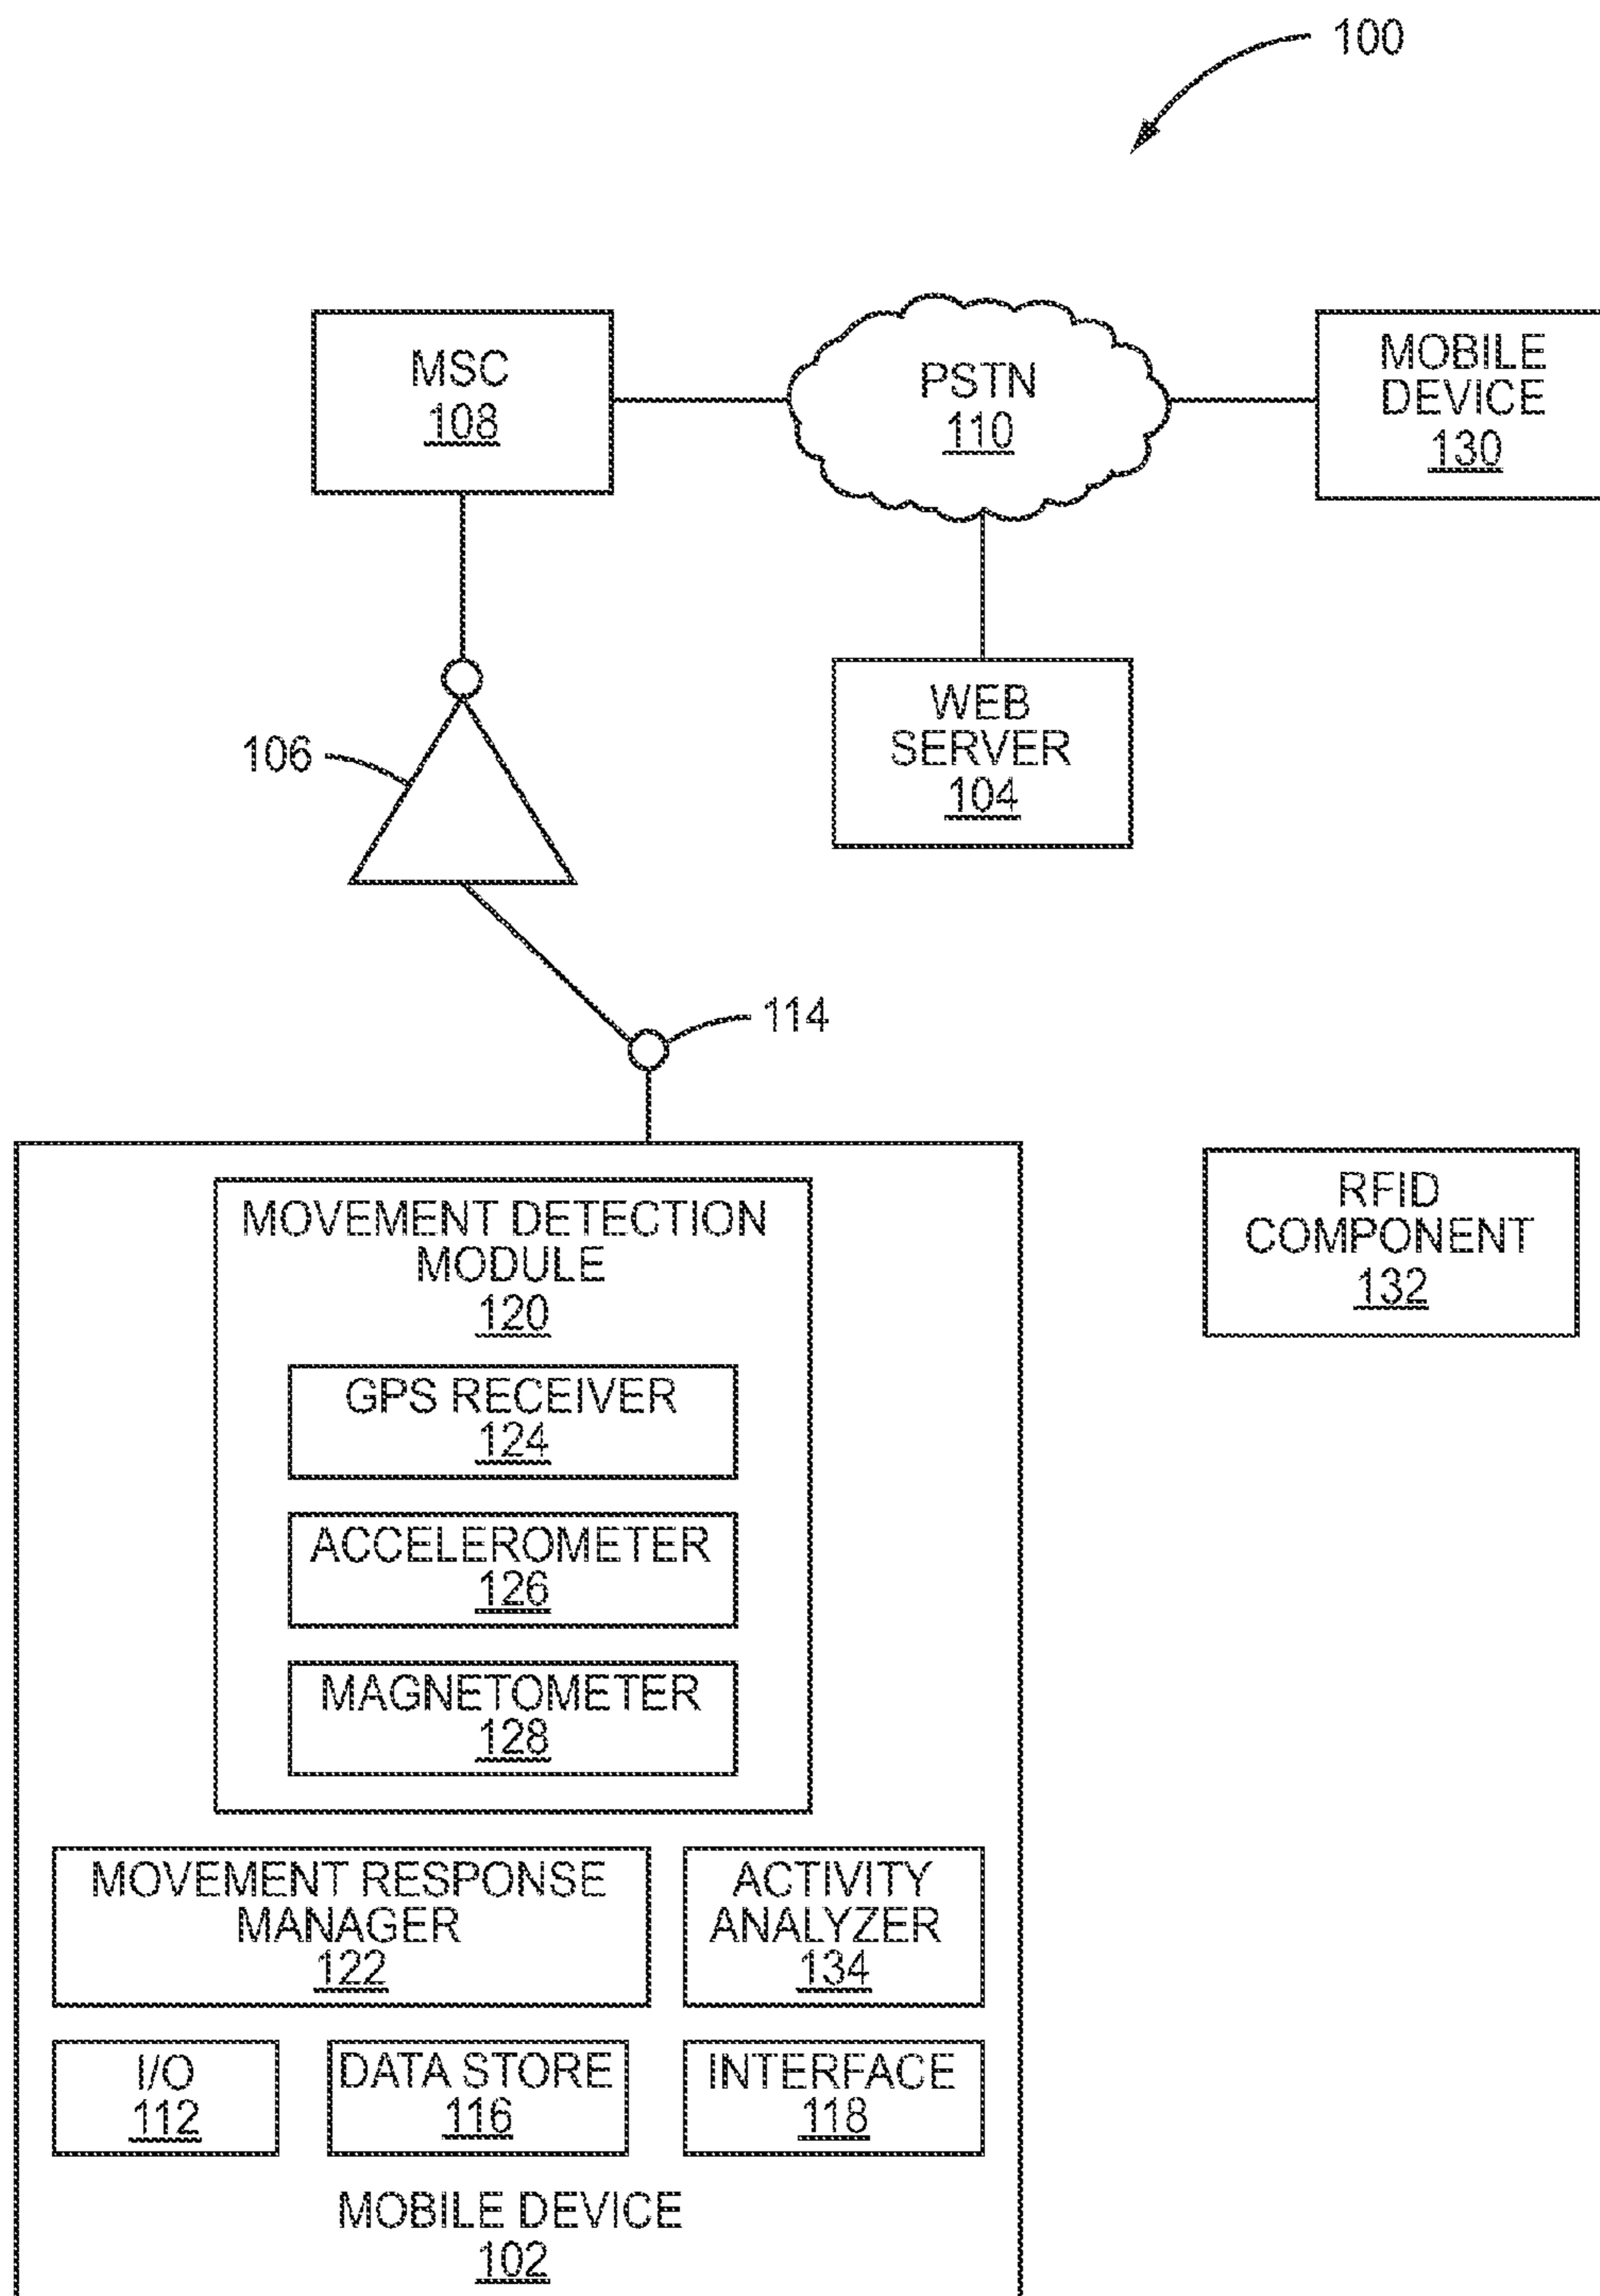 100
MSC
108
PSTN
110
MOBILE
DEVICE
130
106
WEB
SERVER
104
114
MOVEMENT DETECTION
MODULE
120
GPS RECEIVER
124
ACCELEROMETER
126
MAGNETOMETER
128
RFID
COMPONENT
132
MOVEMENT RESPONSE
MANAGER
122
ACTIVITY
ANALYZER
134
I/O
112
DATA STORE
116
INTERFACE
118
MOBILE DEVICE
102